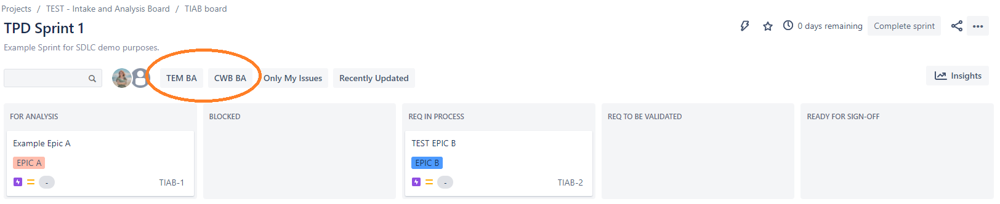 Projects / TEST - Intake and Analysis Board / TIAB board
TPD Sprint 1
0 days remaining Complete sprint
Example Sprint for SDLC demo purposes.
TEM BA CWB BA Only My Issues Recently Updated Insights
FOR ANALYSIS BLOCKED REQ IN PROCESS REQ TO BE VALIDATED READY FOR SIGN-OFF
Example Epic A
EPIC A
- TIAB-1
TEST EPIC B
EPIC B
- TIAB-2